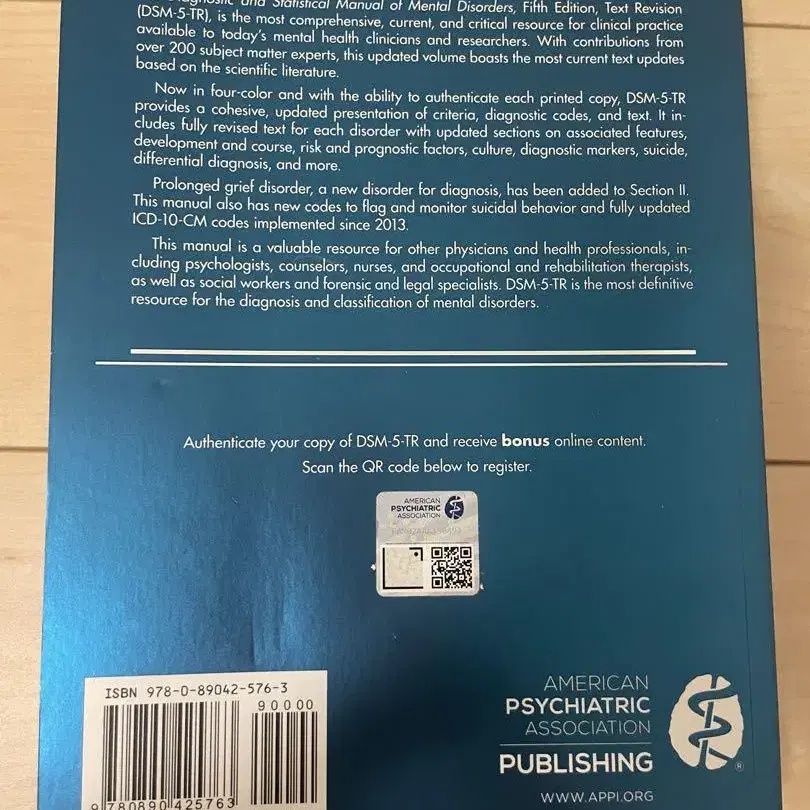 and Statistical Manual of Mental Disorders, Fifth Edition, Text Revision
(DSM-5-TR), is the most comprehensive, current, and critical resource for clinical practice
available to today's mental health clinicians and researchers. With contributions from
over 200 subject matter experts, this updated volume boasts the most current text updates
based on the scientific literature.
Now in four-color and with the ability to authenticate each printed copy, DSM-5-TR
provides a cohesive, updated presentation of criteria, diagnostic codes, and text. It in-
cludes fully revised text for each disorder with updated sections on associated features,
development and course, risk and prognostic factors, culture, diagnostic markers, suicide,
differential diagnosis, and more.
Prolonged grief disorder, a new disorder for diagnosis, has been added to Section II.
This manual also has new codes to flag and monitor suicidal behavior and fully updated
ICD-10-CM codes implemented since 2013.
This manual is a valuable resource for other physicians and health professionals, in-
cluding psychologists, counselors, nurses, and occupational and rehabilitation therapists,
as well as social workers and forensic and legal specialists. DSM-5-TR is the most definitive
resource for the diagnosis and classification of mental disorders.
Authenticate your copy of DSM-5-TR and receive bonus online content.
Scan the QR code below to register.
AMERICAN
PSYCHIATRIC
ASSOCIATION
ISBN 978-0-89042-576-3
90000
9 780890 425763
AMERICAN
PSYCHIATRIC
ASSOCIATION
PUBLISHING
®
WWW.APPI.ORG